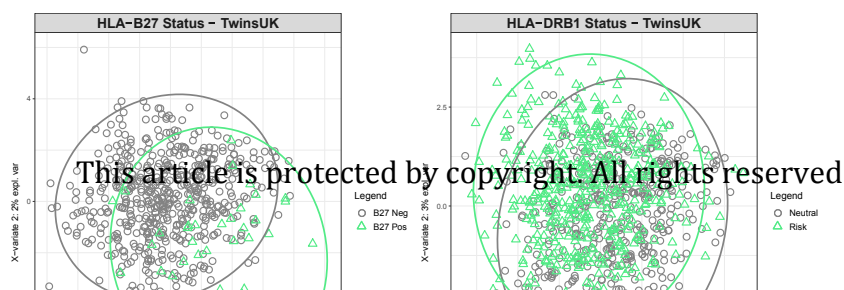 HLA−B27 Status − TwinsUK
HLA−DRB1 Status − TwinsUK
4
0
X−variate 2: 2% expl. var
Legend
B27 Neg
B27 Pos
2.5
0.0
X−variate 2: 3% expl. var
Legend
Neutral
Risk
This article is protected by copyright. All rights reserved